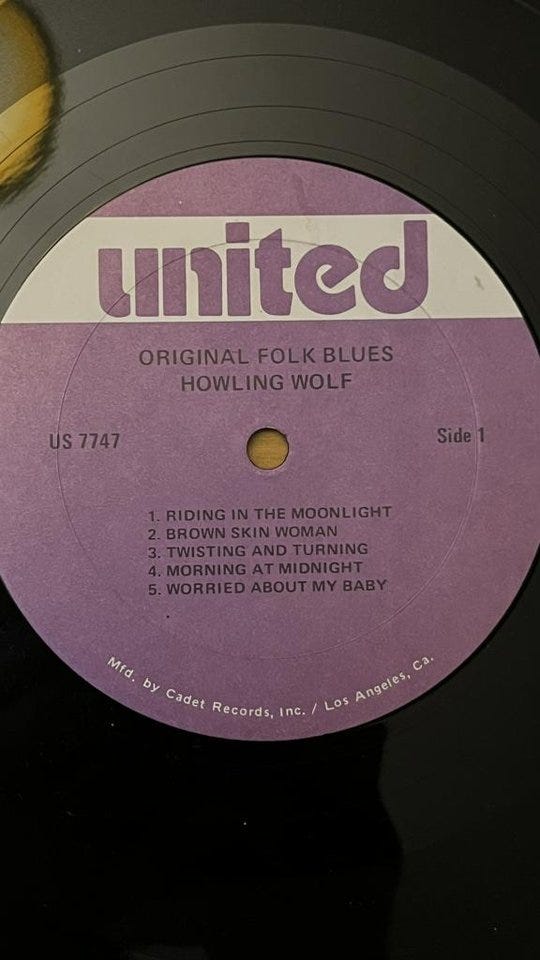 united
ORIGINAL FOLK BLUES
HOWLING WOLF
US 7747
Side 1
1. RIDING IN THE MOONLIGHT
2. BROWN SKIN WOMAN
3. TWISTING AND TURNING
4. MORNING AT MIDNIGHT
5. WORRIED ABOUT MY BABY
Mfd. by Cadet Records, Inc. / Los Angeles, Ca.